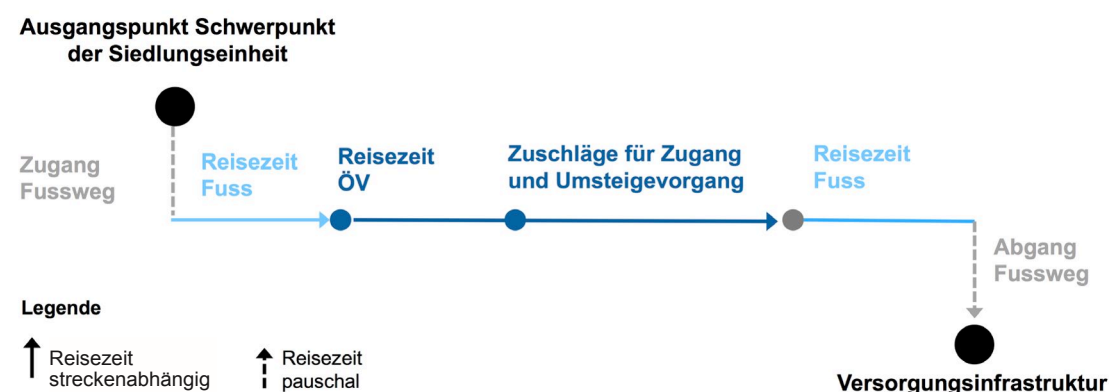 Ausgangspunkt Schwerpunkt
der Siedlungseinheit
Zugang
Fussweg
Reisezeit
Fuss
Reisezeit
ÖV
Zuschläge für Zugang
und Umsteigevorgang
Reisezeit
Fuss
Abgang
Fussweg
Legende
Reisezeit
streckenabhängig
Reisezeit
pauschal
Versorgungsinfrastruktur